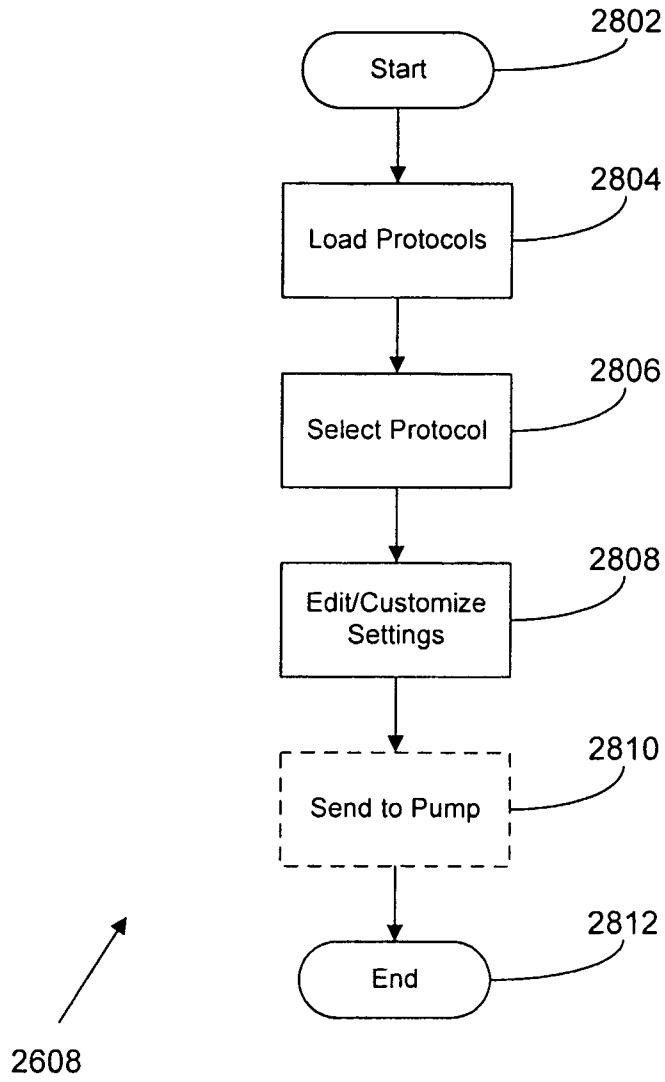 2802
Start
2804
Load Protocols
2806
Select Protocol
2808
Edit/Customize
Settings
2810
Send to Pump
2812
End
2608